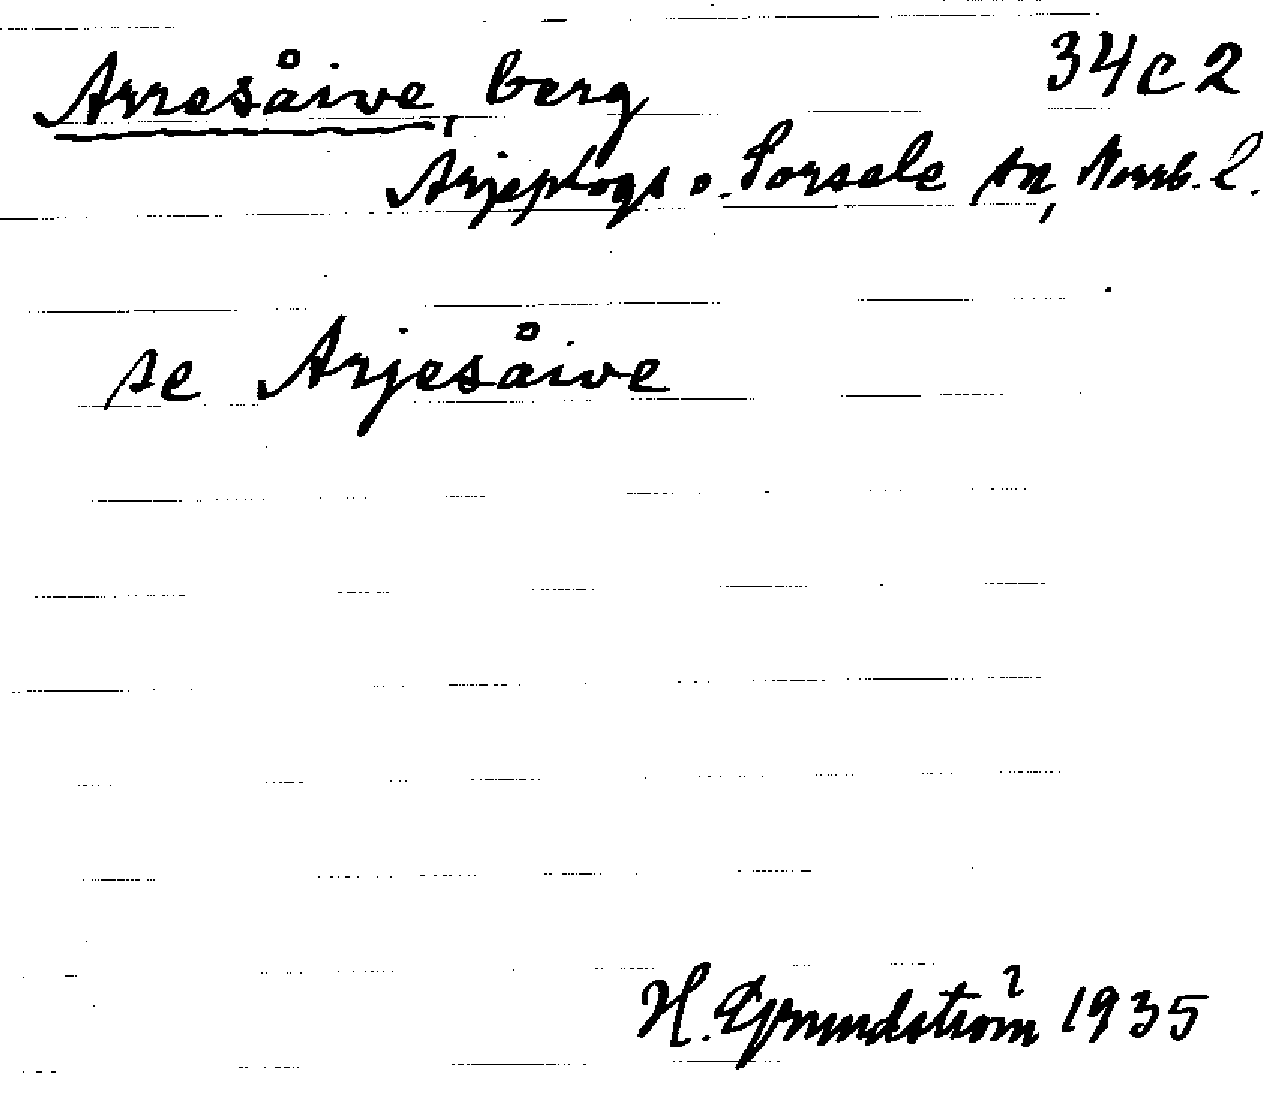 Arresåive, berg 34c2
Arjeplogs o. Sorsele sn, Norrb. l.
se Arjesåive
H. Grundström 1935